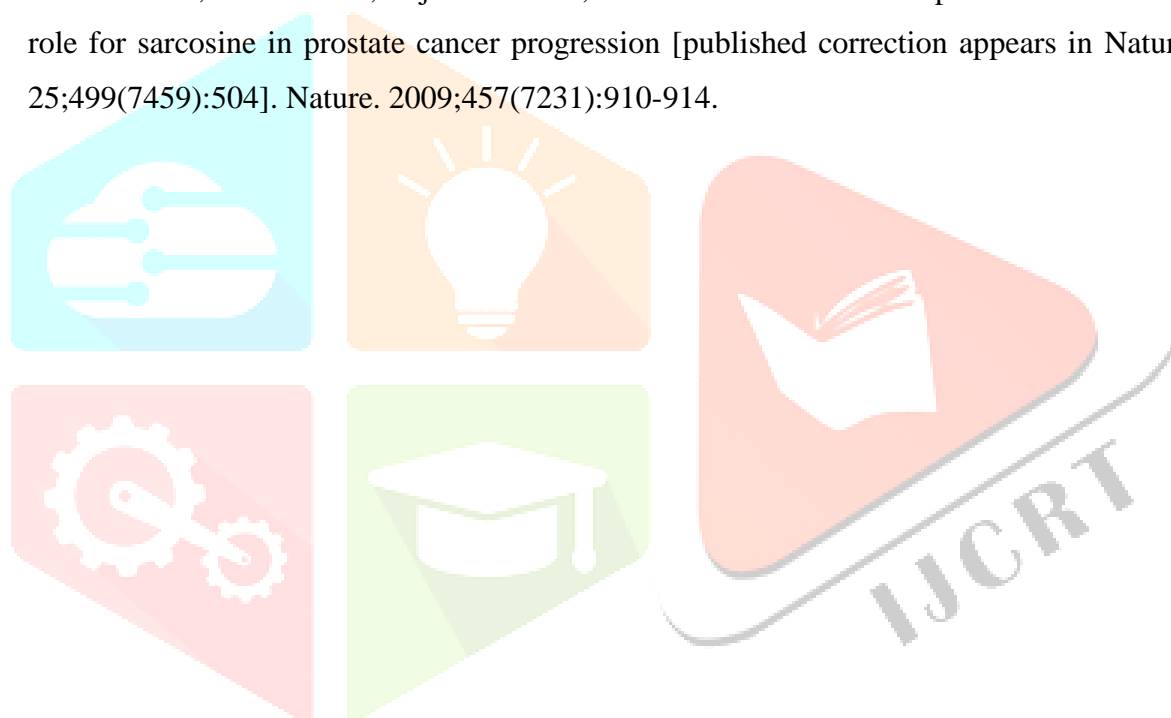 role for sarcosine in prostate cancer progression [published correction appears in Natur
25;499(7459):504]. Nature. 2009;457(7231):910-914.
IJCRT